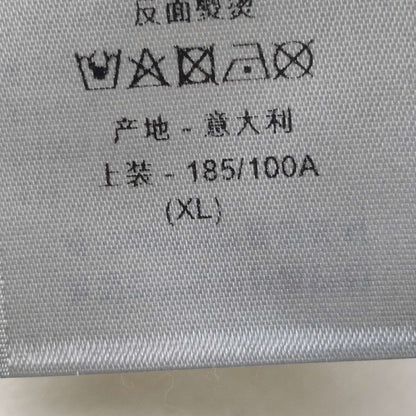 反面熨烫
产地 - 意大利
上装 - 185/100A
(XL)